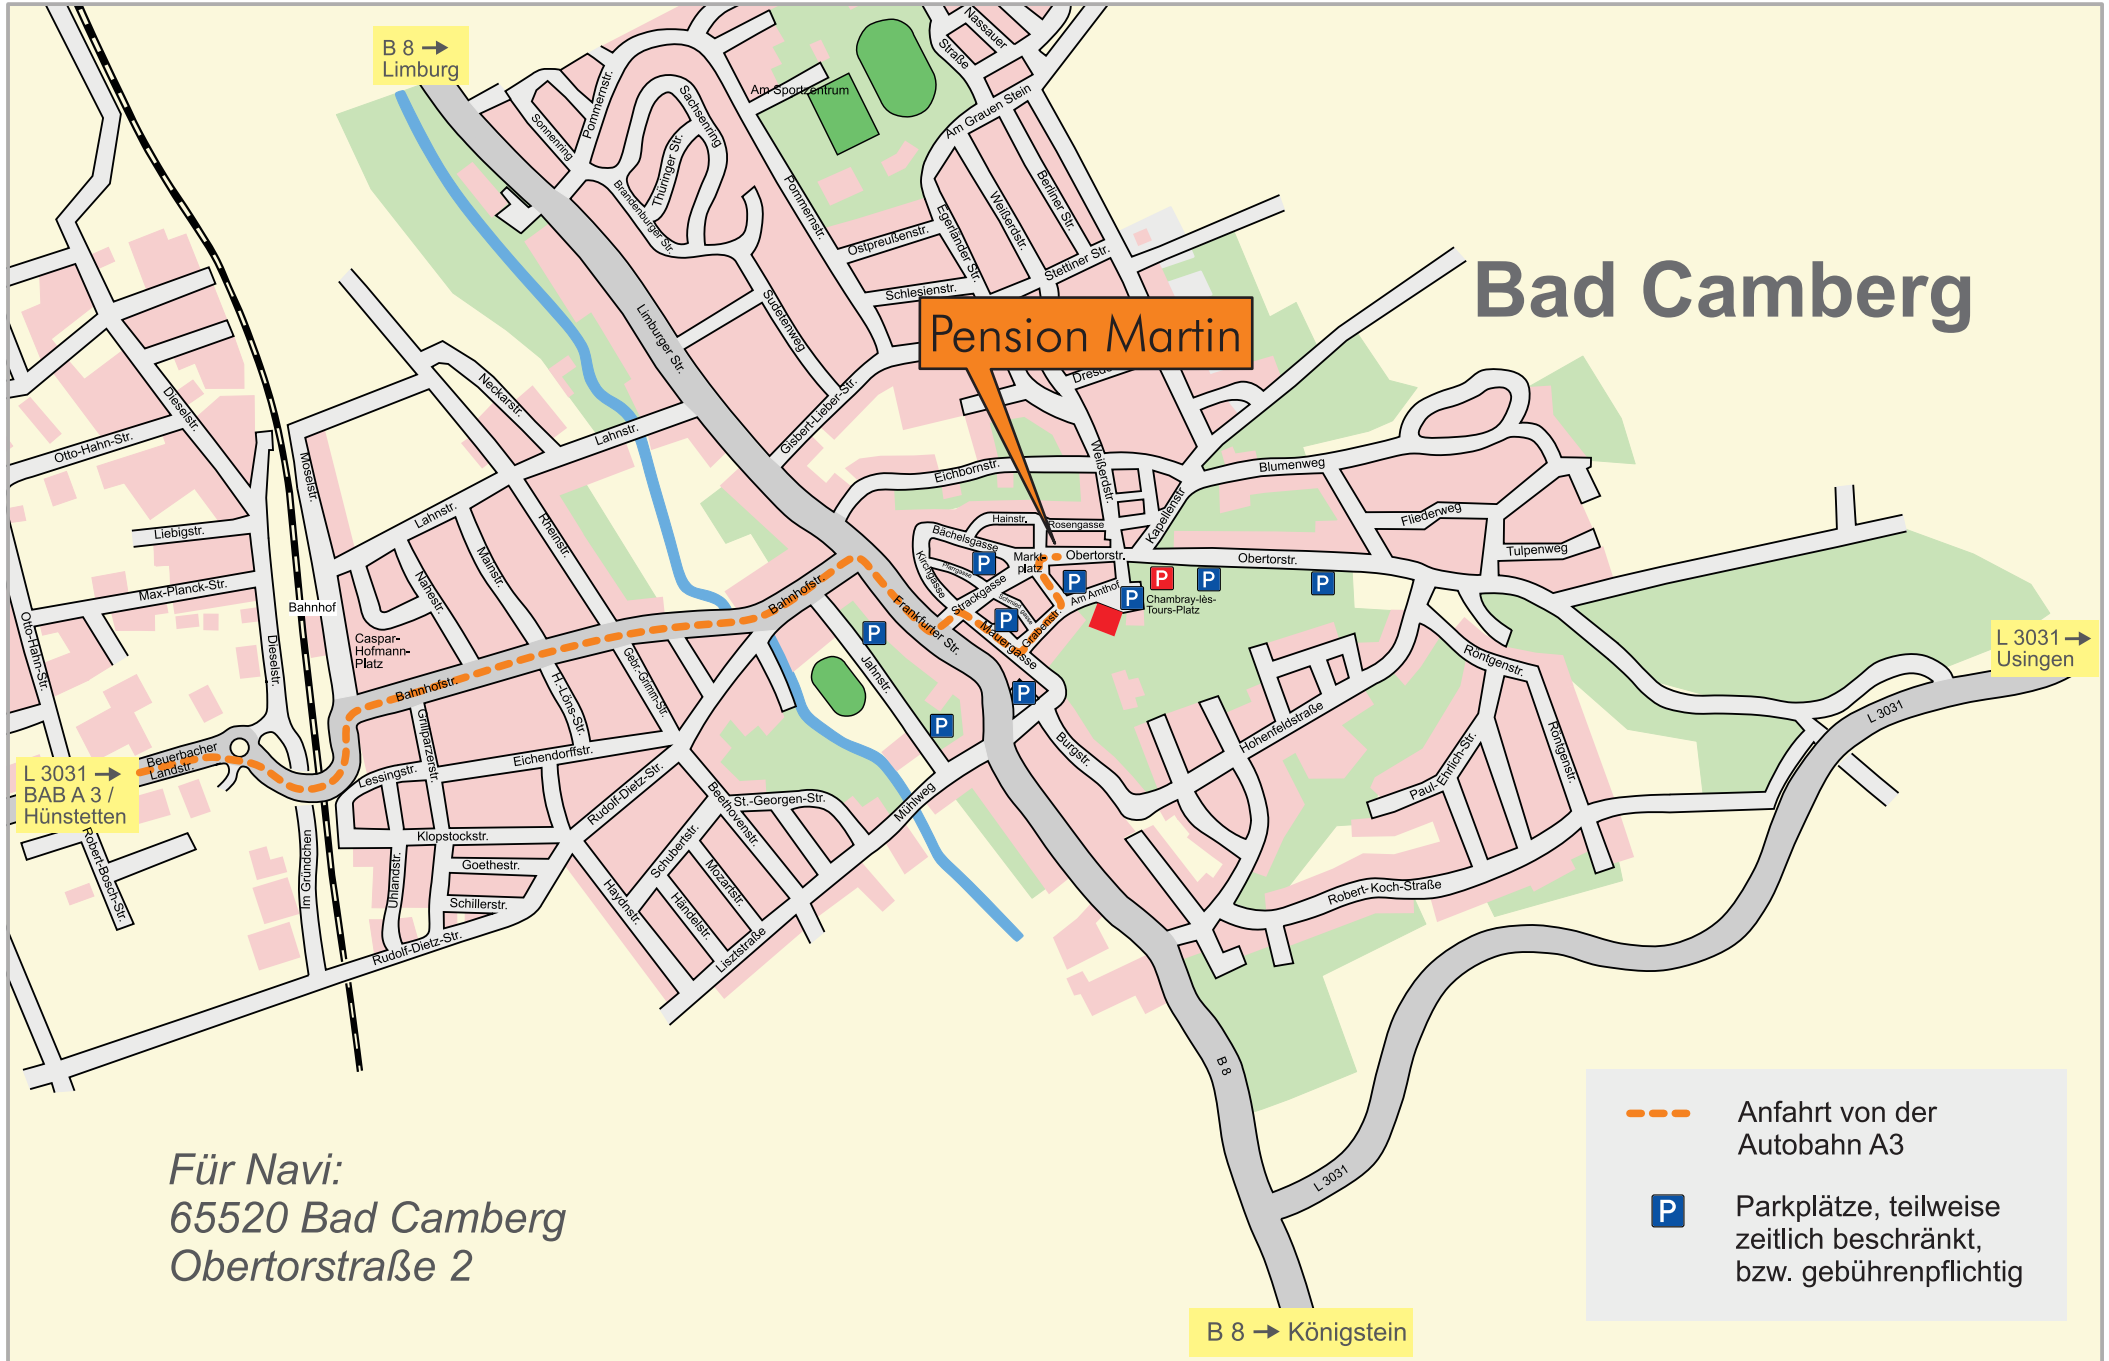 B 8 →
Limburg
Nassauer
Straße
Am Sportzentrum
Am Grauen Stein
Pommernstr.
Sonnenring
Sachsenring
Thüringer Str.
Brandenburger Str.
Pommernstr.
Ostpreußenstr.
Egerländer Str.
Weißerdstr.
Berliner Str.
Stettiner Str.
Schlesienstr.
Sudetenweg
Limburger Str.
Bad Camberg
Pension Martin
Gisbert-Lieber-Str.
Neckarstr.
Lahnstr.
Dieselstr.
Otto-Hahn-Str.
Moselstr.
Eichbornstr.
Weißerdstr.
Blumenweg
Kapellenstr
Fliederweg
Tulpenweg
Liebigstr.
Lahnstr.
Rheinstr.
Mainstr.
Nahestr.
Hainstr.
Rosengasse
Bächelsgasse
Markt-
platz
Obertorstr.
Obertorstr.
Kirchgasse
Pfarrgasse
Strackgasse
Schmiedgasse
Am Amthof
P
P
P
P
P
P
P
P
P
P
Chambray-lès-
Tours-Platz
Max-Planck-Str.
Bahnhof
Otto-Hahn-Str.
Dieselstr.
Caspar-
Hofmann-
Platz
Bahnhofstr.
Bahnhofstr.
Frankfurter Str.
Mauergasse
Grabenstr.
Jahnstr.
Gebr.-Grimm-Str.
H.-Löns-Str.
Grillparzerstr.
Eichendorffstr.
Lessingstr.
Beuerbacher
Landstr.
L 3031 →
BAB A 3 /
Hünstetten
L 3031 →
Usingen
L 3031
Röntgenstr.
Röntgenstr.
Hohenfeldstraße
Paul-Ehrlich-Str.
Burgstr.
Mühlweg
Rudolf-Dietz-Str.
Beethovenstr.
St.-Georgen-Str.
Klopstockstr.
Goethestr.
Schillerstr.
Uhlandstr.
Schubertstr.
Mozartstr.
Händelstr.
Haydnstr.
Lisztstraße
Robert-Bosch-Str.
Im Gründchen
Rudolf-Dietz-Str.
Robert-Koch-Straße
B 8
L 3031
Für Navi:
65520 Bad Camberg
Obertorstraße 2
Anfahrt von der
Autobahn A3
P
Parkplätze, teilweise
zeitlich beschränkt,
bzw. gebührenpflichtig
B 8 → Königstein